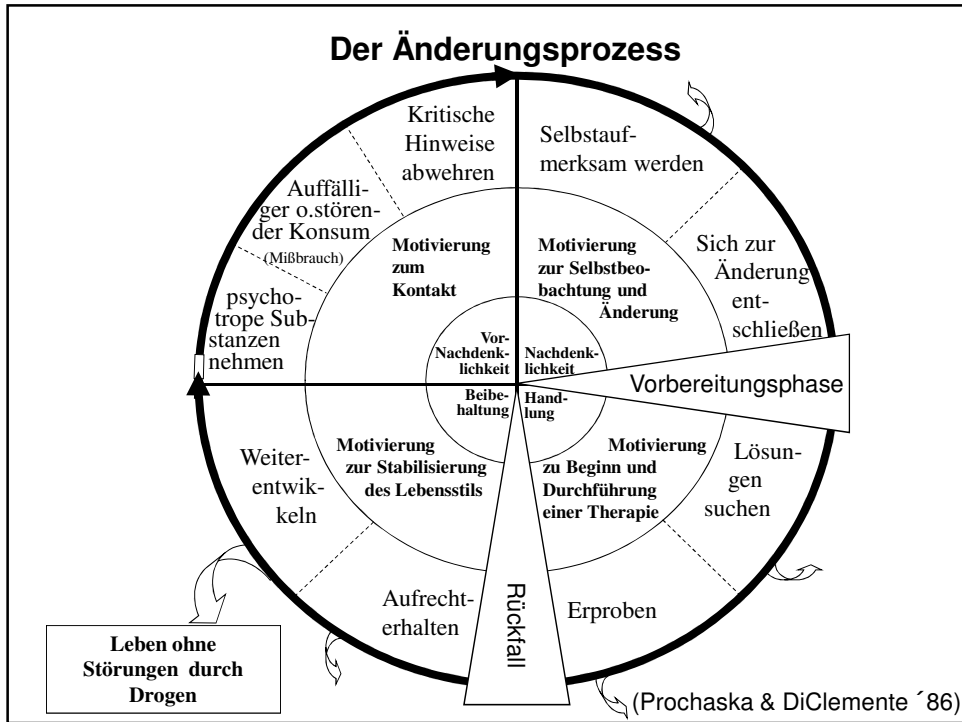 Der Änderungsprozess
Kritische
Hinweise
abwehren
Selbstauf-
merksam werden
Auffälli-
ger o.stören-
der Konsum
(Mißbrauch)
Motivierung
zum
Kontakt
Motivierung
zur Selbstbeo-
bachtung und
Änderung
Sich zur
Änderung
ent-
schließen
psycho-
trope Sub-
stanzen
nehmen
Vor-
Nachdenk-
lichkeit
Nachdenk-
lichkeit
Vorbereitungsphase
Beibe-
haltung
Hand-
lung
Weiter-
entwik-
keln
Motivierung
zur Stabilisierung
des Lebensstils
Motivierung
zu Beginn und
Durchführung
einer Therapie
Lösun-
gen
suchen
Aufrecht-
erhalten
Rückfall
Erproben
Leben ohne
Störungen durch
Drogen
(Prochaska & DiClemente ´86)